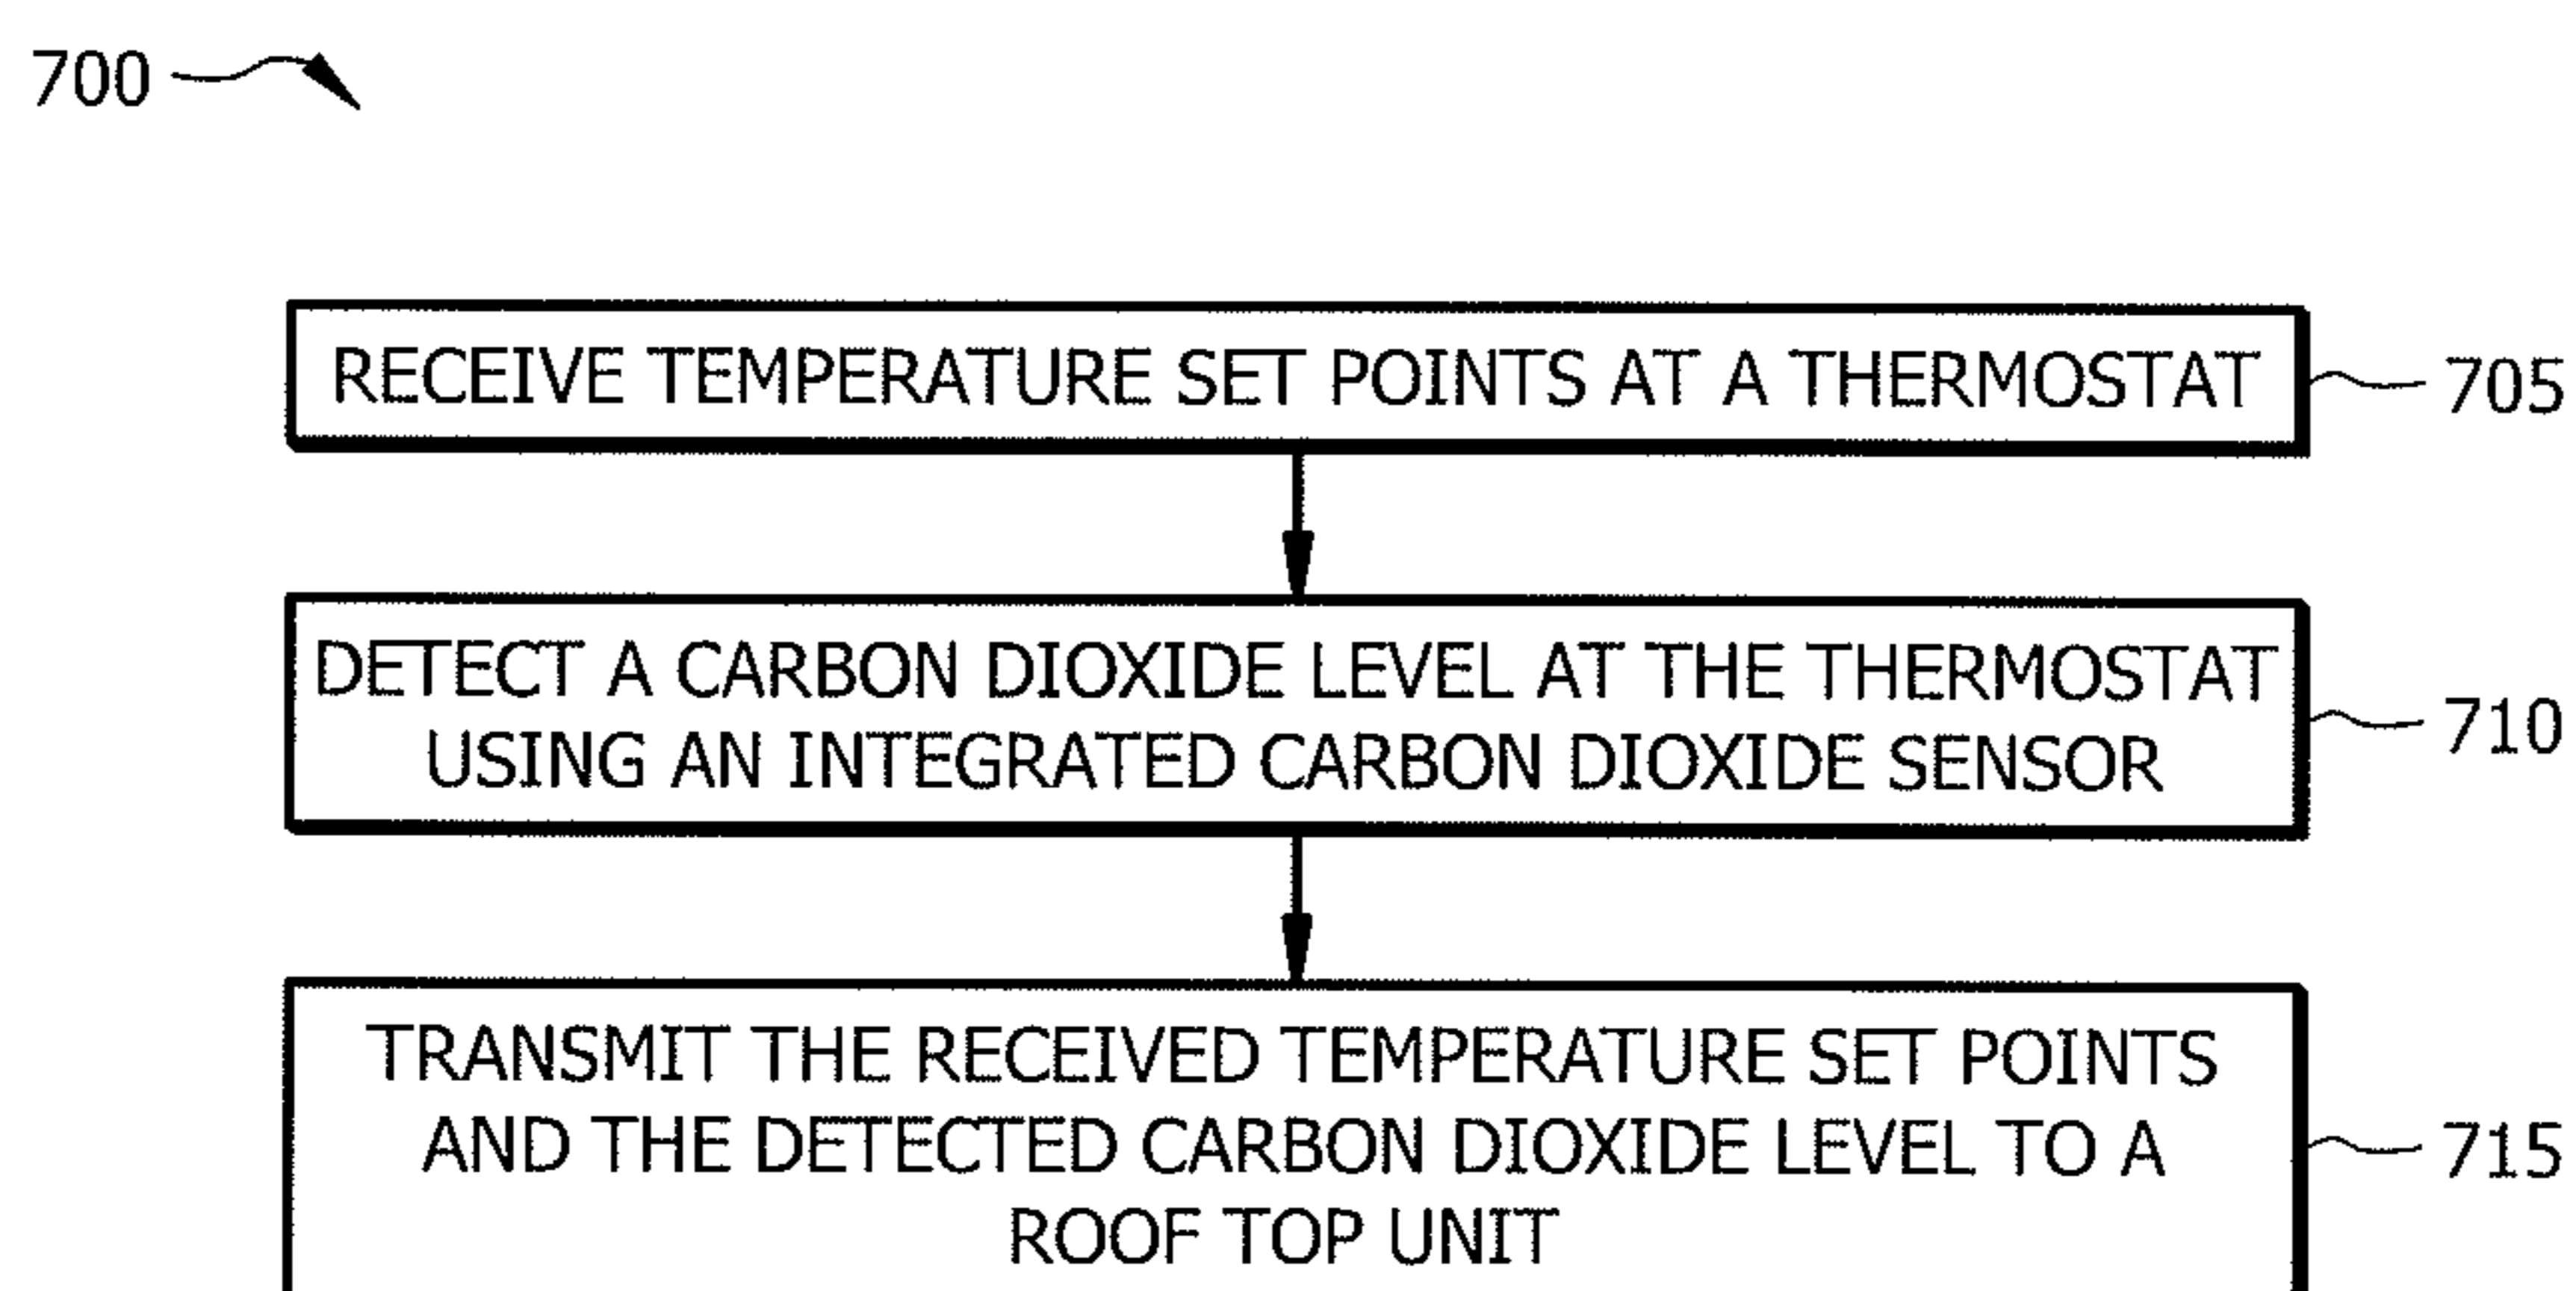 700
RECEIVE TEMPERATURE SET POINTS AT A THERMOSTAT
705
DETECT A CARBON DIOXIDE LEVEL AT THE THERMOSTAT
USING AN INTEGRATED CARBON DIOXIDE SENSOR
710
TRANSMIT THE RECEIVED TEMPERATURE SET POINTS
AND THE DETECTED CARBON DIOXIDE LEVEL TO A
ROOF TOP UNIT
715